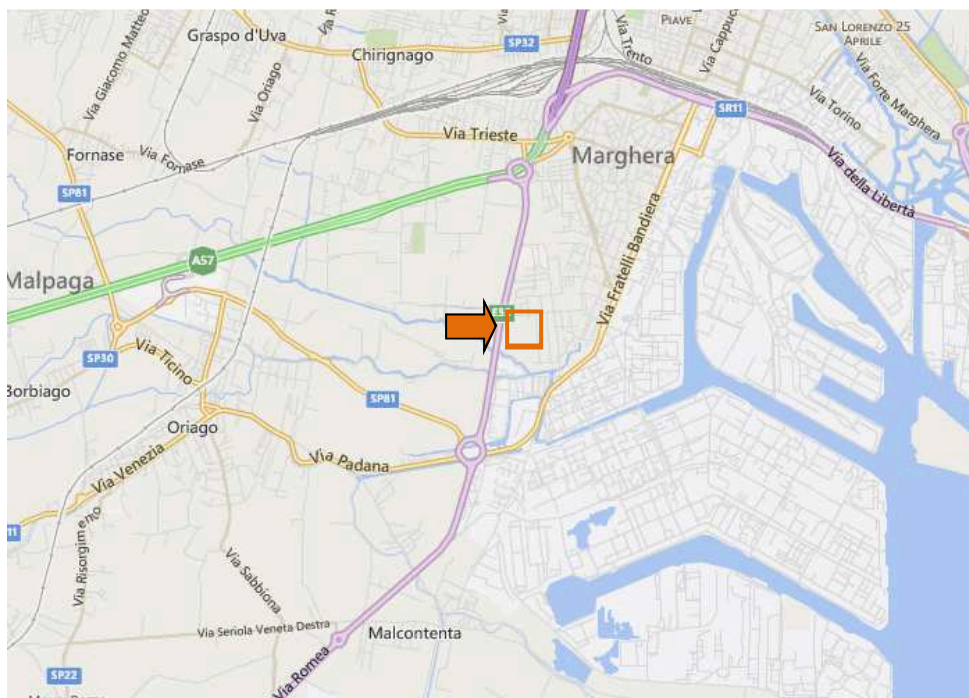 PIAVE
SAN LORENZO 25
APRILE
Graspo d'Uva
SP32
Chirignago
Via Giacomo Matteo
Via Oriago
Via Trento
Via Cappuc
Via Torino
Via Forte Marghera
SR11
Via Trieste
Marghera
Fornase
Via Fornase
SP81
Via della Libertà
A57
Malpaga
Via Fratelli Bandiera
SP30
Via Ticino
Borbiago
SP81
Oriago
Via Padana
Via Venezia
11
Via Risorgimento
Via Sabbiona
Via Seriola Veneta Destra
Malcontenta
Via Romea
SP22